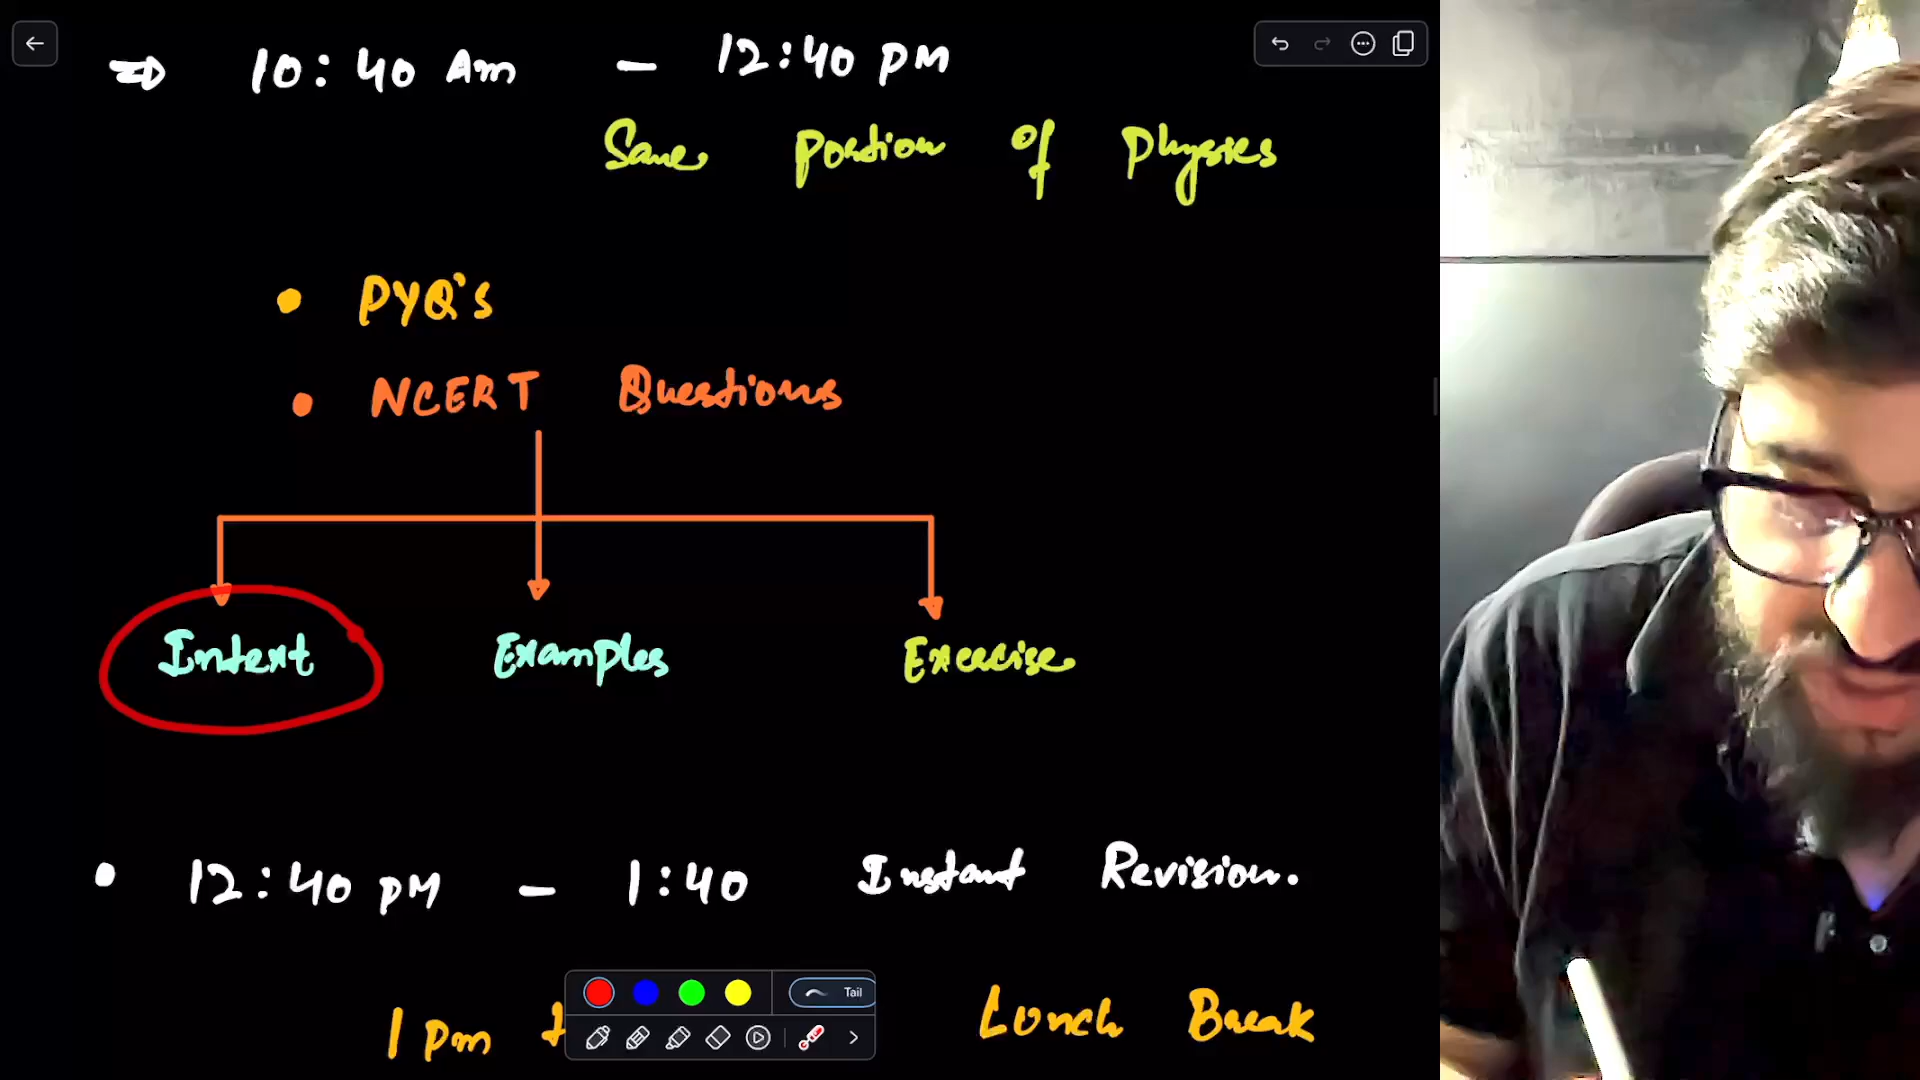 ⇒ 10:40 Am - 12:40 PM
Same Portion of Physics
• PYQ's
• NCERT Questions
Intext Examples Exercise
• 12:40 PM - 1:40 Instant Revision.
Tail
1 Pm Lunch Break